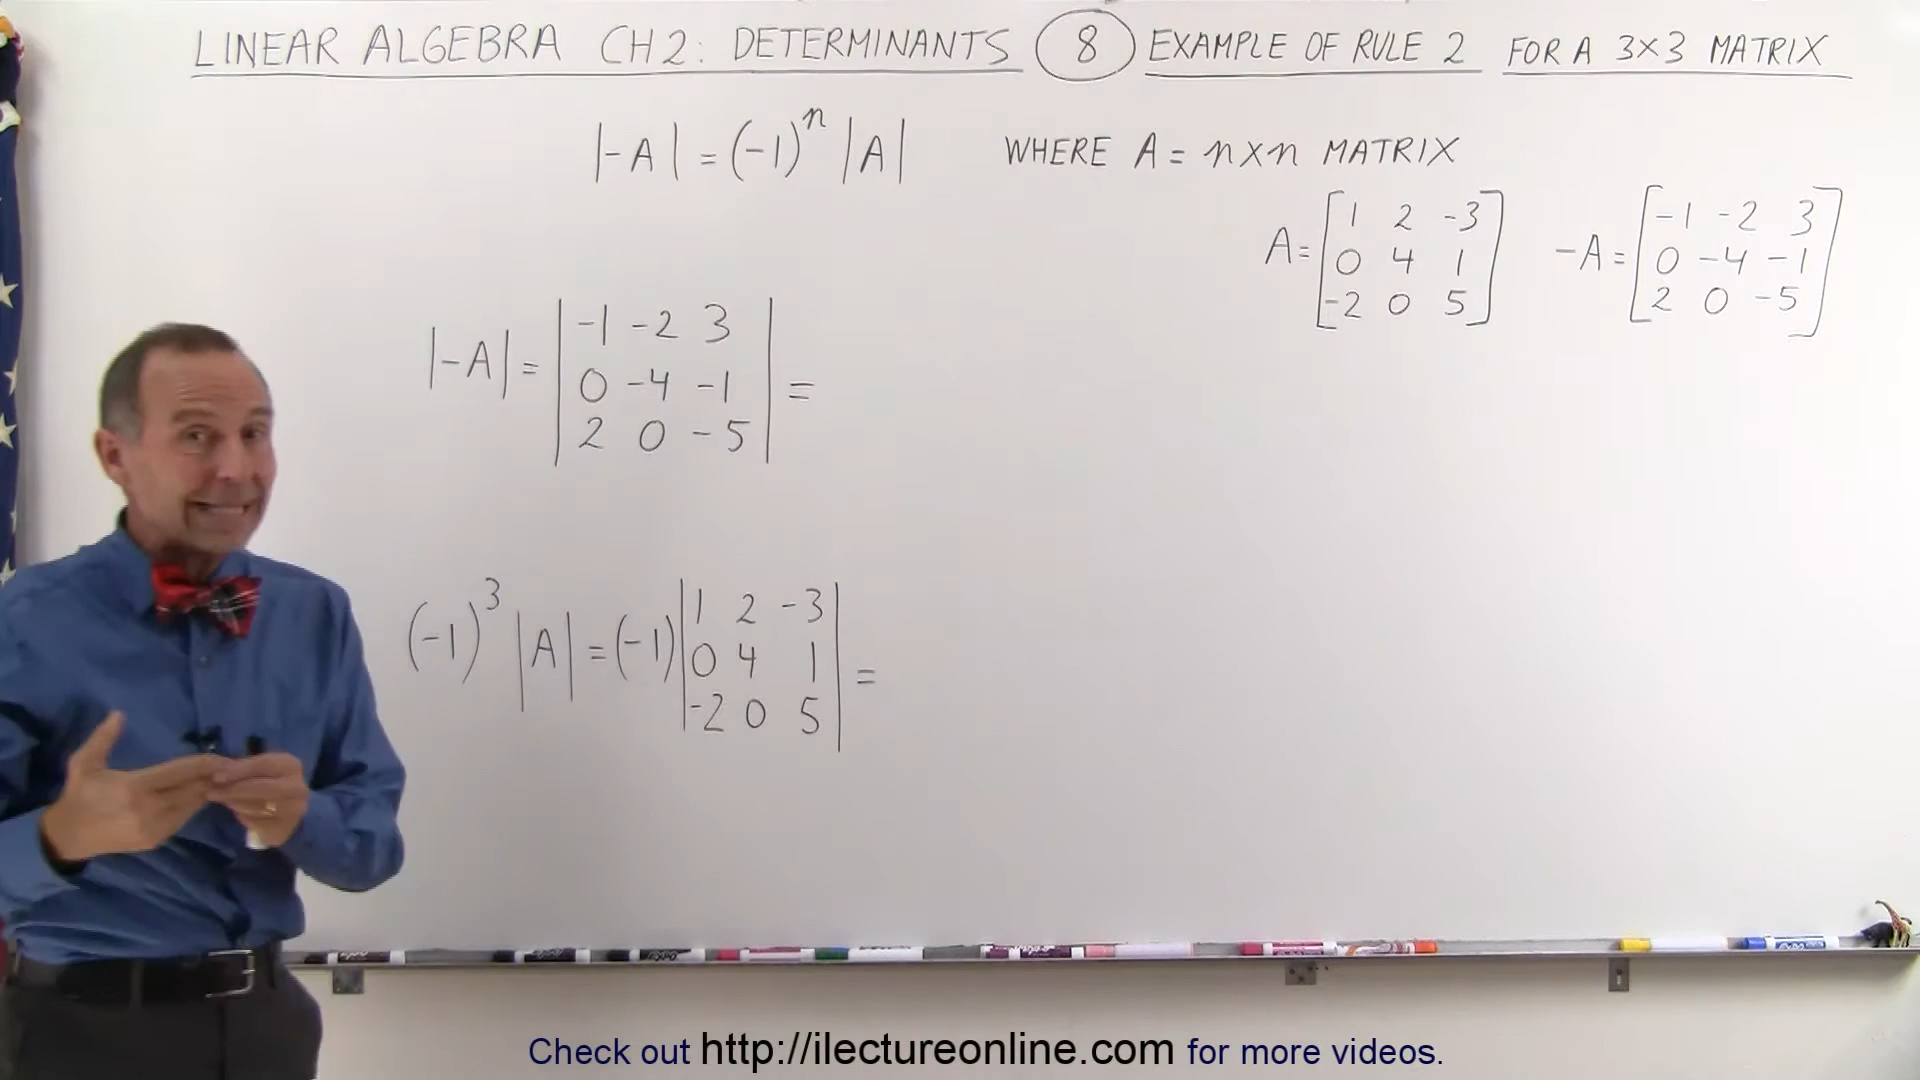 LINEAR ALGEBRA CH2: DETERMINANTS 8 EXAMPLE OF RULE 2 FOR A 3×3 MATRIX
|-A| = (-1)ⁿ |A| WHERE A = n×n MATRIX
A = [1 2 -3
0 4 1
-2 0 5]
-A = [-1 -2 3
0 -4 -1
2 0 -5]
|-A| = |-1 -2 3
0 -4 -1
2 0 -5| =
(-1)³ |A| = (-1) |1 2 -3
0 4 1
-2 0 5| =
Check out http://ilectureonline.com for more videos.